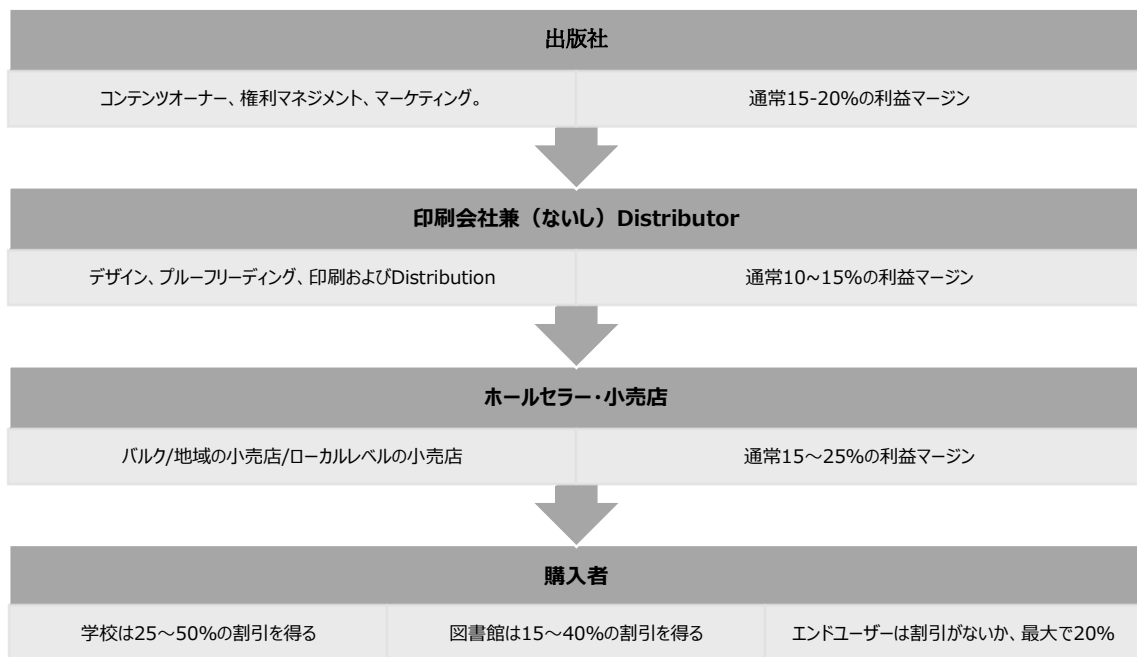 出版社
コンテンツオーナー、権利マネジメント、マーケティング。
通常15-20%の利益マージン
印刷会社兼（ないし）Distributor
デザイン、プルーフリーディング、印刷およびDistribution
通常10~15%の利益マージン
ホールセラー・小売店
バルク/地域の小売店/ローカルレベルの小売店
通常15～25%の利益マージン
購入者
学校は25～50%の割引を得る
図書館は15～40%の割引を得る
エンドユーザーは割引がないか、最大で20%